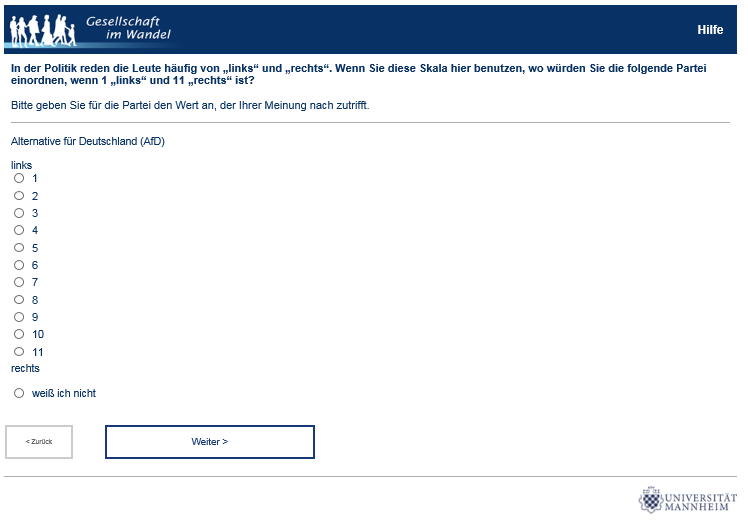 Gesellschaft
im Wandel
Hilfe
In der Politik reden die Leute häufig von „links“ und „rechts“. Wenn Sie diese Skala hier benutzen, wo würden Sie die folgende Partei
einordnen, wenn 1 „links“ und 11 „rechts“ ist?
Bitte geben Sie für die Partei den Wert an, der Ihrer Meinung nach zutrifft.
Alternative für Deutschland (AfD)
links
1
2
3
4
5
6
7
8
9
10
11
rechts
weiß ich nicht
< Zurück
Weiter >
UNIVERSITÄT
MANNHEIM